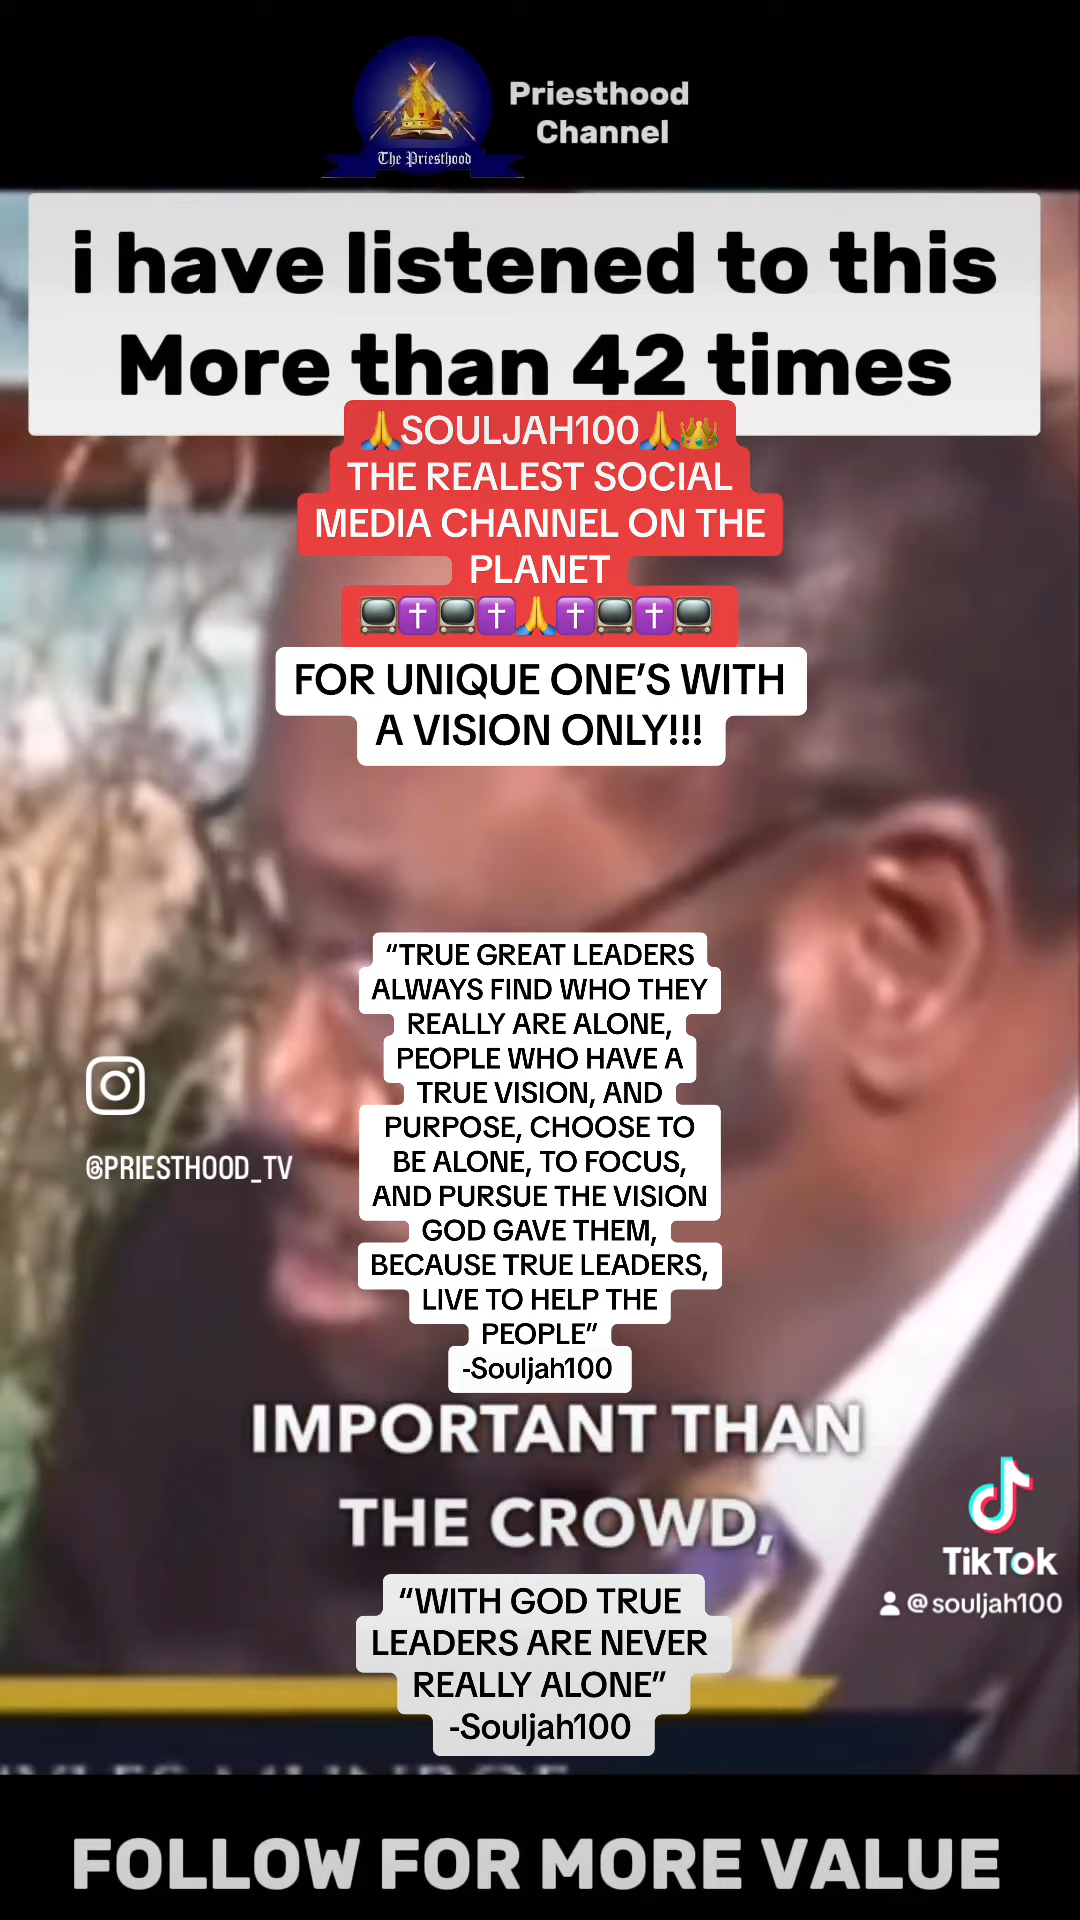 The Priesthood
Priesthood
Channel
i have listened to this
More than 42 times
🙏SOULJAH100🙏👑
THE REALEST SOCIAL
MEDIA CHANNEL ON THE
PLANET
📺✝️📺✝️🙏✝️📺✝️📺
FOR UNIQUE ONE’S WITH
A VISION ONLY!!!
“TRUE GREAT LEADERS
ALWAYS FIND WHO THEY
REALLY ARE ALONE,
PEOPLE WHO HAVE A
TRUE VISION, AND
PURPOSE, CHOOSE TO
BE ALONE, TO FOCUS,
AND PURSUE THE VISION
GOD GAVE THEM,
BECAUSE TRUE LEADERS,
LIVE TO HELP THE
PEOPLE”
-Souljah100
@PRIESTHOOD_TV
IMPORTANT THAN
THE CROWD,
TikTok
@souljah100
“WITH GOD TRUE
LEADERS ARE NEVER
REALLY ALONE”
-Souljah100
FOLLOW FOR MORE VALUE